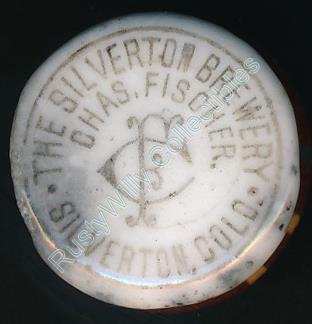 THE SILVERTON BREWERY
CHAS. FISCHER
CF
SILVERTON, COLO.
RustyWillyCollectibles